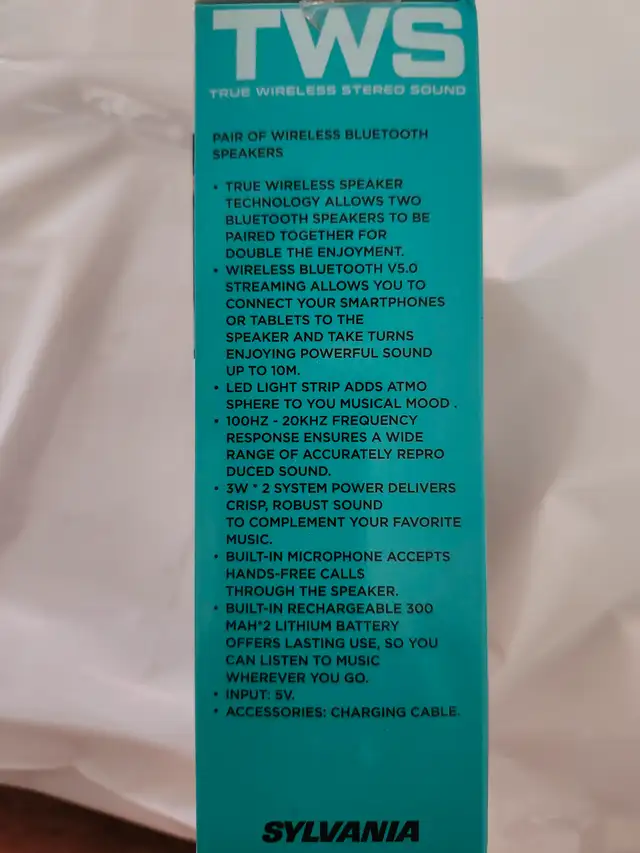 TWS
TRUE WIRELESS STEREO SOUND
PAIR OF WIRELESS BLUETOOTH
SPEAKERS
• TRUE WIRELESS SPEAKER
TECHNOLOGY ALLOWS TWO
BLUETOOTH SPEAKERS TO BE
PAIRED TOGETHER FOR
DOUBLE THE ENJOYMENT.
• WIRELESS BLUETOOTH V5.0
STREAMING ALLOWS YOU TO
CONNECT YOUR SMARTPHONES
OR TABLETS TO THE
SPEAKER AND TAKE TURNS
ENJOYING POWERFUL SOUND
UP TO 10M.
• LED LIGHT STRIP ADDS ATMO
SPHERE TO YOU MUSICAL MOOD .
• 100HZ - 20KHZ FREQUENCY
RESPONSE ENSURES A WIDE
RANGE OF ACCURATELY REPRO
DUCED SOUND.
• 3W * 2 SYSTEM POWER DELIVERS
CRISP, ROBUST SOUND
TO COMPLEMENT YOUR FAVORITE
MUSIC.
• BUILT-IN MICROPHONE ACCEPTS
HANDS-FREE CALLS
THROUGH THE SPEAKER.
• BUILT-IN RECHARGEABLE 300
MAH*2 LITHIUM BATTERY
OFFERS LASTING USE, SO YOU
CAN LISTEN TO MUSIC
WHEREVER YOU GO.
• INPUT: 5V.
• ACCESSORIES: CHARGING CABLE.
SYLVANIA